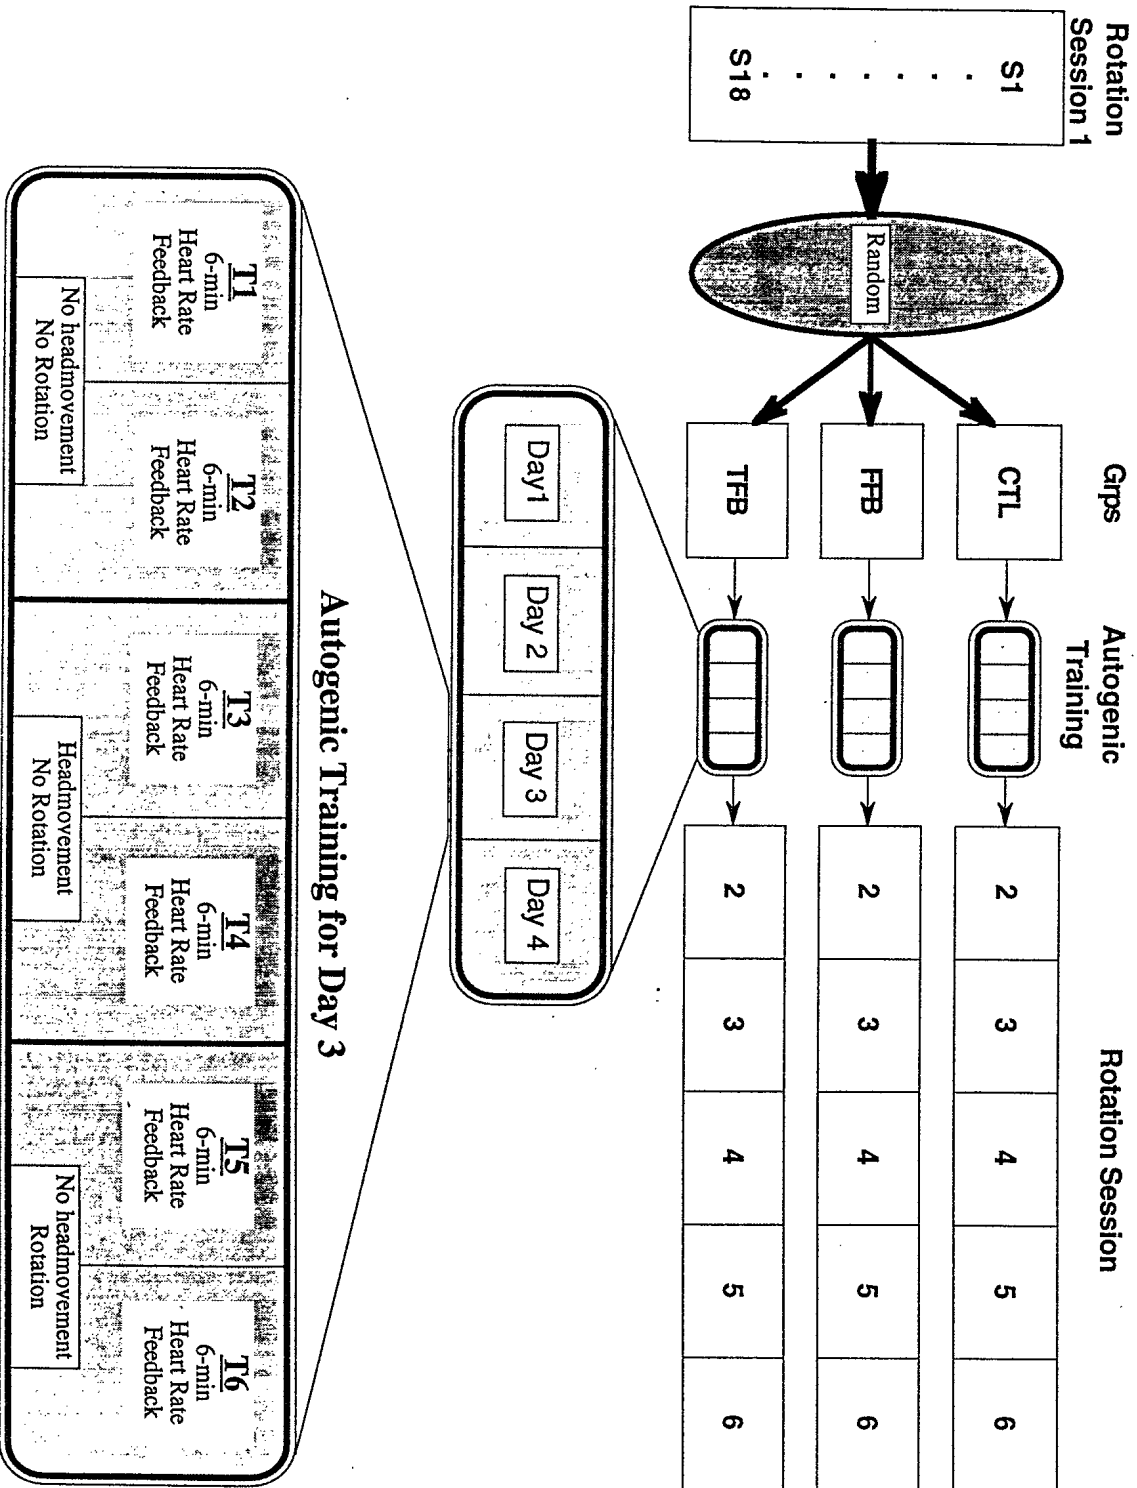 Rotation
Session 1
Grps
Autogenic
Training
Rotation Session
S1
S18
Random
CTL
2
3
4
5
6
FFB
2
3
4
5
6
TFB
2
3
4
5
6
Day1
Day 2
Day 3
Day 4
Autogenic Training for Day 3
T1
6-min
Heart Rate
Feedback
T2
6-min
Heart Rate
Feedback
No headmovement
No Rotation
T3
6-min
Heart Rate
Feedback
T4
6-min
Heart Rate
Feedback
Headmovement
No Rotation
T5
6-min
Heart Rate
Feedback
T6
6-min
Heart Rate
Feedback
No headmovement
Rotation